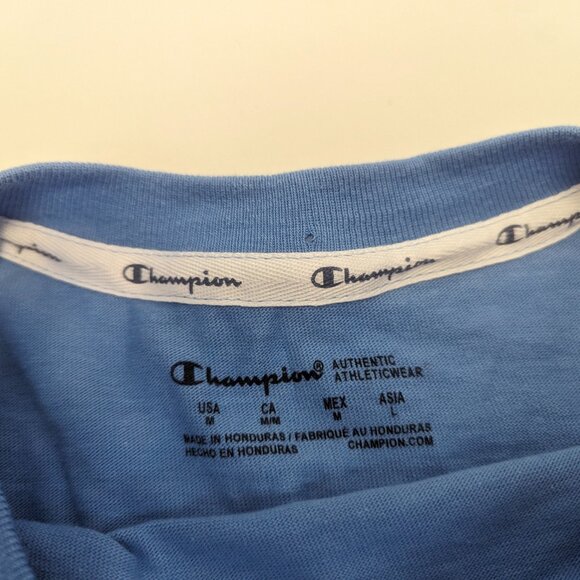 Champion Champion Champion
Champion® AUTHENTIC
ATHLETICWEAR
USA CA MEX ASIA
M M/M M L
MADE IN HONDURAS / FABRIQUÉ AU HONDURAS
HECHO EN HONDURAS CHAMPION.COM